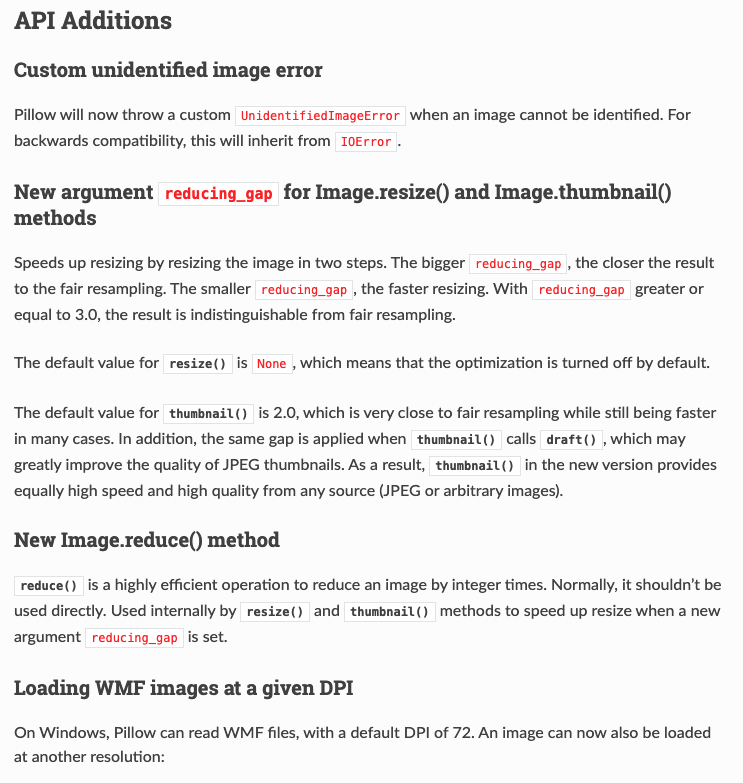 API Additions
Custom unidentified image error
Pillow will now throw a custom UnidentifiedImageError when an image cannot be identified. For
backwards compatibility, this will inherit from IOError.
New argument reducing_gap for Image.resize() and Image.thumbnail()
methods
Speeds up resizing by resizing the image in two steps. The bigger reducing_gap, the closer the result
to the fair resampling. The smaller reducing_gap, the faster resizing. With reducing_gap greater or
equal to 3.0, the result is indistinguishable from fair resampling.
The default value for resize() is None, which means that the optimization is turned off by default.
The default value for thumbnail() is 2.0, which is very close to fair resampling while still being faster
in many cases. In addition, the same gap is applied when thumbnail() calls draft(), which may
greatly improve the quality of JPEG thumbnails. As a result, thumbnail() in the new version provides
equally high speed and high quality from any source (JPEG or arbitrary images).
New Image.reduce() method
reduce() is a highly efficient operation to reduce an image by integer times. Normally, it shouldn't be
used directly. Used internally by resize() and thumbnail() methods to speed up resize when a new
argument reducing_gap is set.
Loading WMF images at a given DPI
On Windows, Pillow can read WMF files, with a default DPI of 72. An image can now also be loaded
at another resolution: